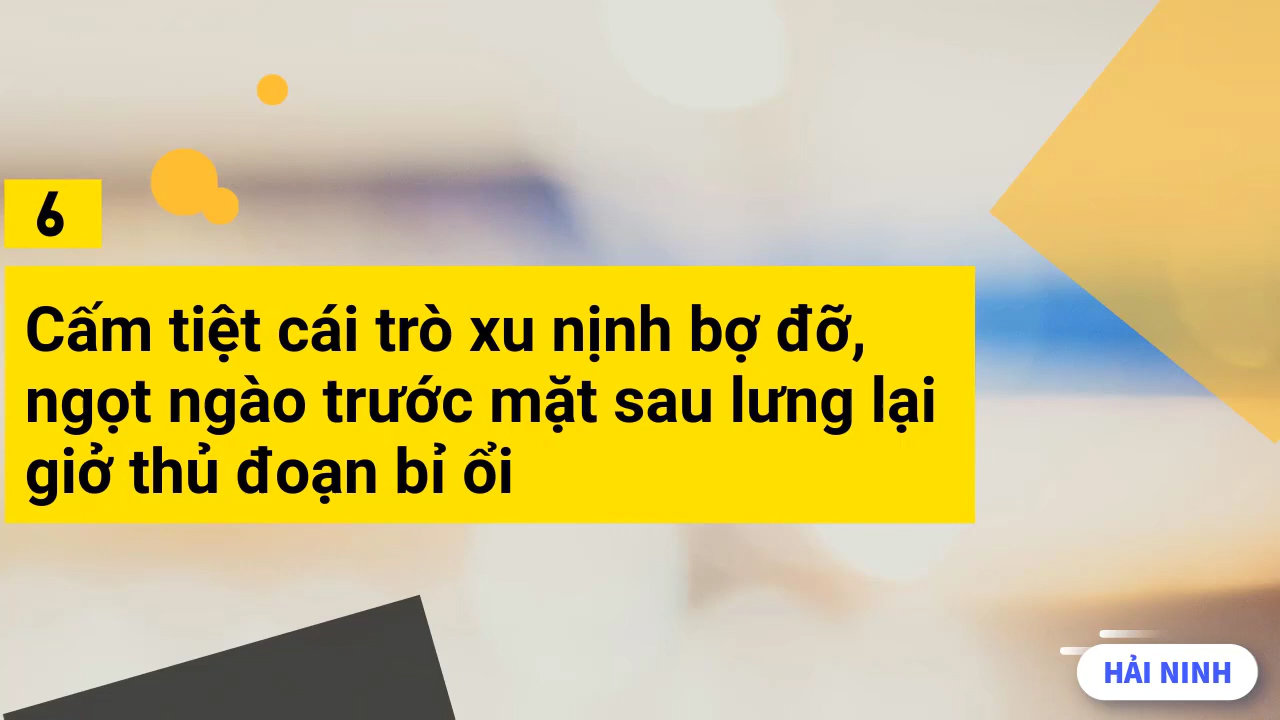 6
Cấm tiệt cái trò xu nịnh bợ đỡ,
ngọt ngào trước mặt sau lưng lại
giở thủ đoạn bỉ ổi
HẢI NINH